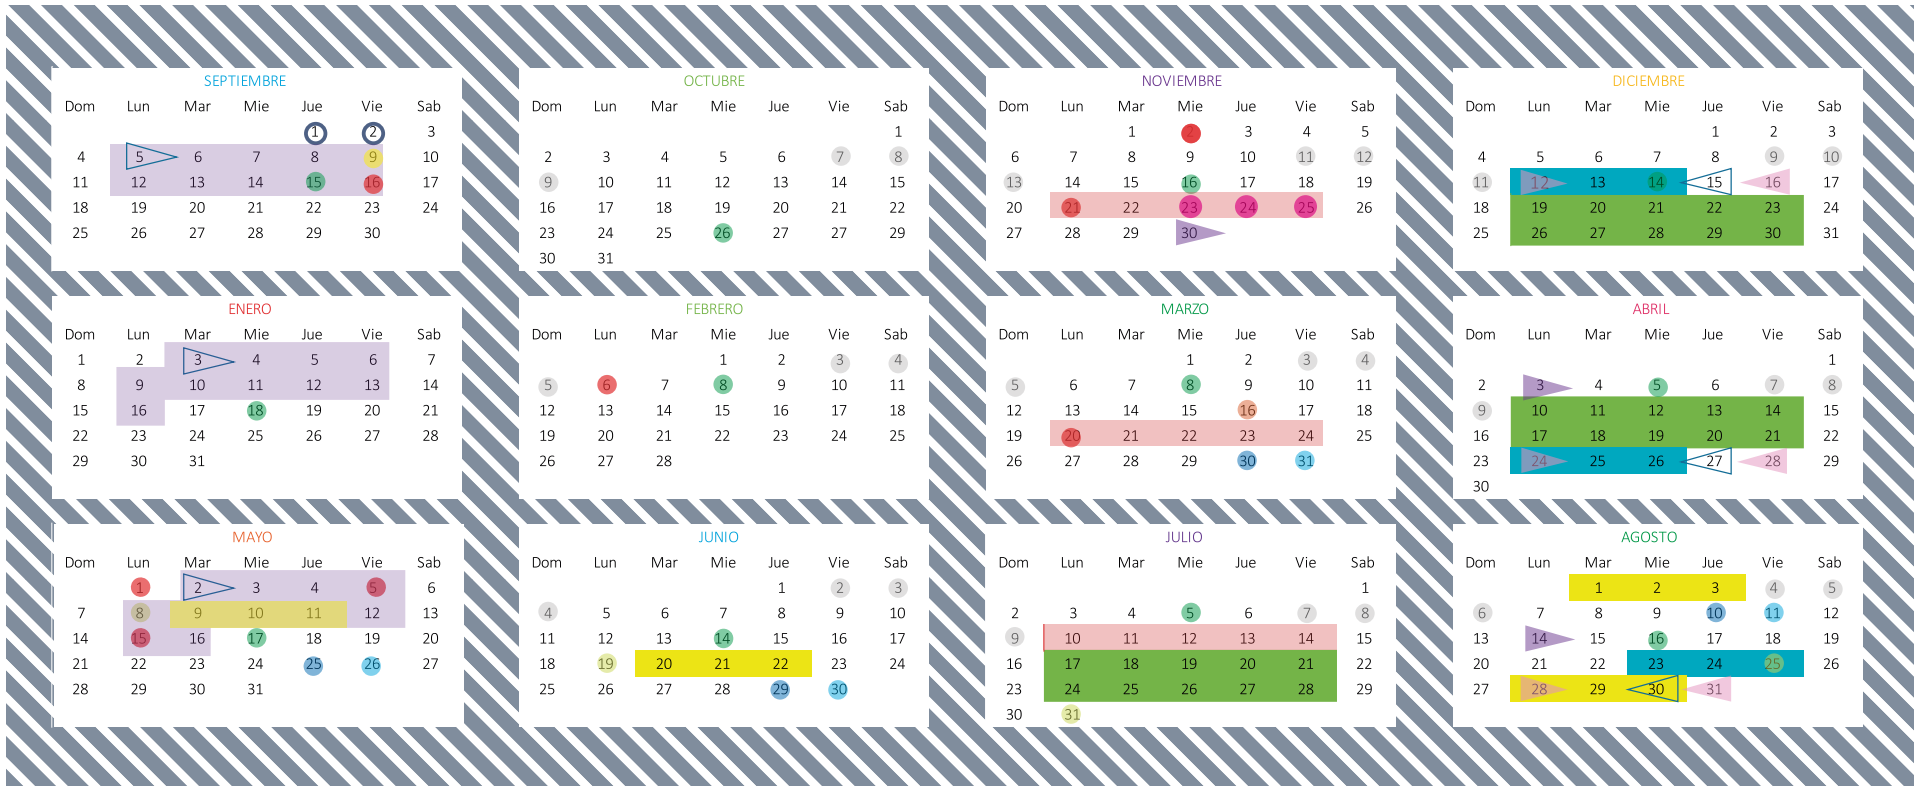 SEPTIEMBRE
Dom Lun Mar Mie Jue Vie Sab
1 2 3
4 5 6 7 8 9 10
11 12 13 14 15 16 17
18 19 20 21 22 23 24
25 26 27 28 29 30
OCTUBRE
Dom Lun Mar Mie Jue Vie Sab
1
2 3 4 5 6 7 8
9 10 11 12 13 14 15
16 17 18 19 20 21 22
23 24 25 26 27 27 29
30 31
NOVIEMBRE
Dom Lun Mar Mie Jue Vie Sab
1 2 3 4 5
6 7 8 9 10 11 12
13 14 15 16 17 18 19
20 21 22 23 24 25 26
27 28 29 30
DICIEMBRE
Dom Lun Mar Mie Jue Vie Sab
1 2 3
4 5 6 7 8 9 10
11 12 13 14 15 16 17
18 19 20 21 22 23 24
25 26 27 28 29 30 31
ENERO
Dom Lun Mar Mie Jue Vie Sab
1 2 3 4 5 6 7
8 9 10 11 12 13 14
15 16 17 18 19 20 21
22 23 24 25 26 27 28
29 30 31
FEBRERO
Dom Lun Mar Mie Jue Vie Sab
1 2 3 4
5 6 7 8 9 10 11
12 13 14 15 16 17 18
19 20 21 22 23 24 25
26 27 28
MARZO
Dom Lun Mar Mie Jue Vie Sab
1 2 3 4
5 6 7 8 9 10 11
12 13 14 15 16 17 18
19 20 21 22 23 24 25
26 27 28 29 30 31
ABRIL
Dom Lun Mar Mie Jue Vie Sab
1
2 3 4 5 6 7 8
9 10 11 12 13 14 15
16 17 18 19 20 21 22
23 24 25 26 27 28 29
30
MAYO
Dom Lun Mar Mie Jue Vie Sab
1 2 3 4 5 6
7 8 9 10 11 12 13
14 15 16 17 18 19 20
21 22 23 24 25 26 27
28 29 30 31
JUNIO
Dom Lun Mar Mie Jue Vie Sab
1 2 3
4 5 6 7 8 9 10
11 12 13 14 15 16 17
18 19 20 21 22 23 24
25 26 27 28 29 30
JULIO
Dom Lun Mar Mie Jue Vie Sab
1
2 3 4 5 6 7 8
9 10 11 12 13 14 15
16 17 18 19 20 21 22
23 24 25 26 27 28 29
30 31
AGOSTO
Dom Lun Mar Mie Jue Vie Sab
1 2 3 4 5
6 7 8 9 10 11 12
13 14 15 16 17 18 19
20 21 22 23 24 25 26
27 28 29 30 31